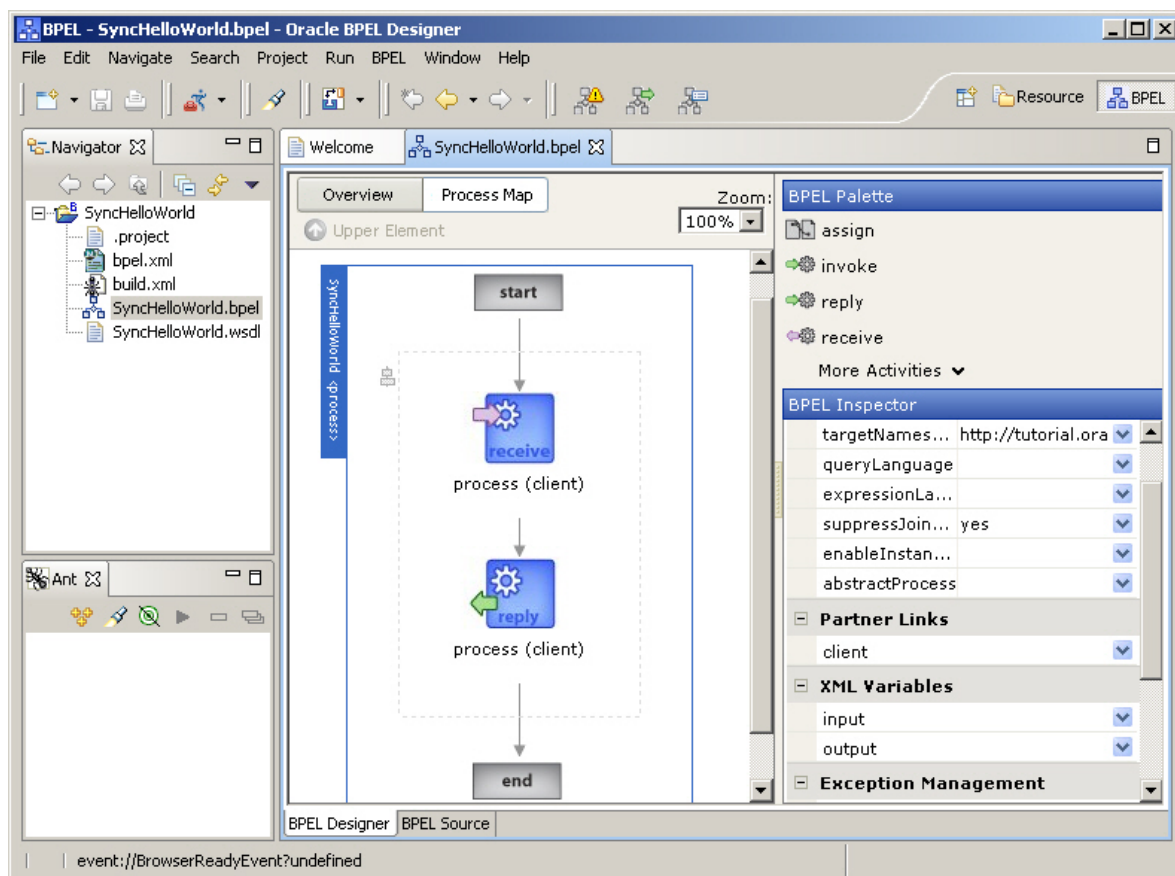 BPEL - SyncHelloWorld.bpel - Oracle BPEL Designer
File Edit Navigate Search Project Run BPEL Window Help
Resource
BPEL
Navigator
SyncHelloWorld
.project
bpel.xml
build.xml
SyncHelloWorld.bpel
SyncHelloWorld.wsdl
Ant
Welcome
SyncHelloWorld.bpel
Overview
Process Map
Zoom:
Upper Element
100%
SyncHelloWorld <process>
start
receive
process (client)
reply
process (client)
end
BPEL Palette
assign
invoke
reply
receive
More Activities
BPEL Inspector
targetNames... http://tutorial.ora
queryLanguage
expressionLa...
suppressJoin... yes
enableInstan...
abstractProcess
Partner Links
client
XML Variables
input
output
Exception Management
BPEL Designer
BPEL Source
event://BrowserReadyEvent?undefined